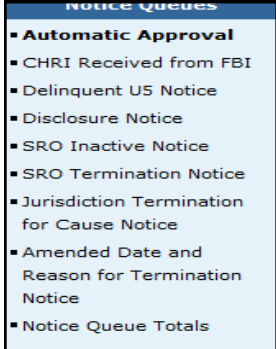 Notice Queues
Automatic Approval
CHRI Received from FBI
Delinquent U5 Notice
Disclosure Notice
SRO Inactive Notice
SRO Termination Notice
Jurisdiction Termination
for Cause Notice
Amended Date and
Reason for Termination
Notice
Notice Queue Totals